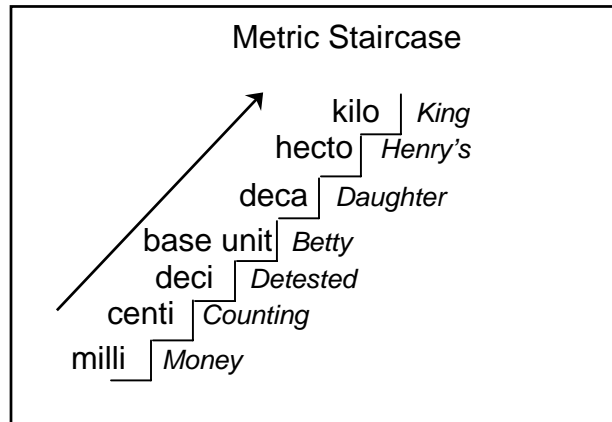 Metric Staircase
kilo King
hecto Henry's
deca Daughter
base unit Betty
deci Detested
centi Counting
milli Money